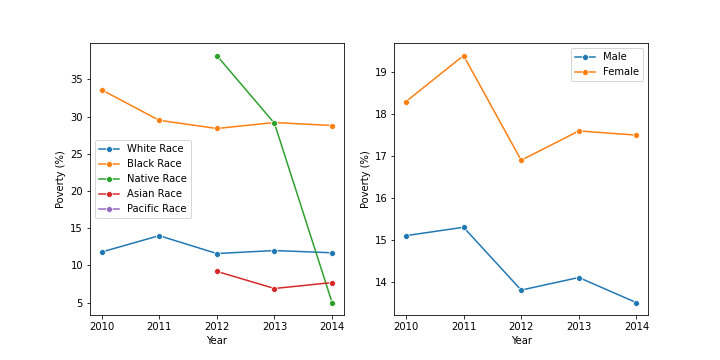 35
30
25
20
15
10
5
Poverty (%)
White Race
Black Race
Native Race
Asian Race
Pacific Race
2010 2011 2012 2013 2014
Year
19
18
17
16
15
14
Poverty (%)
Male
Female
2010 2011 2012 2013 2014
Year